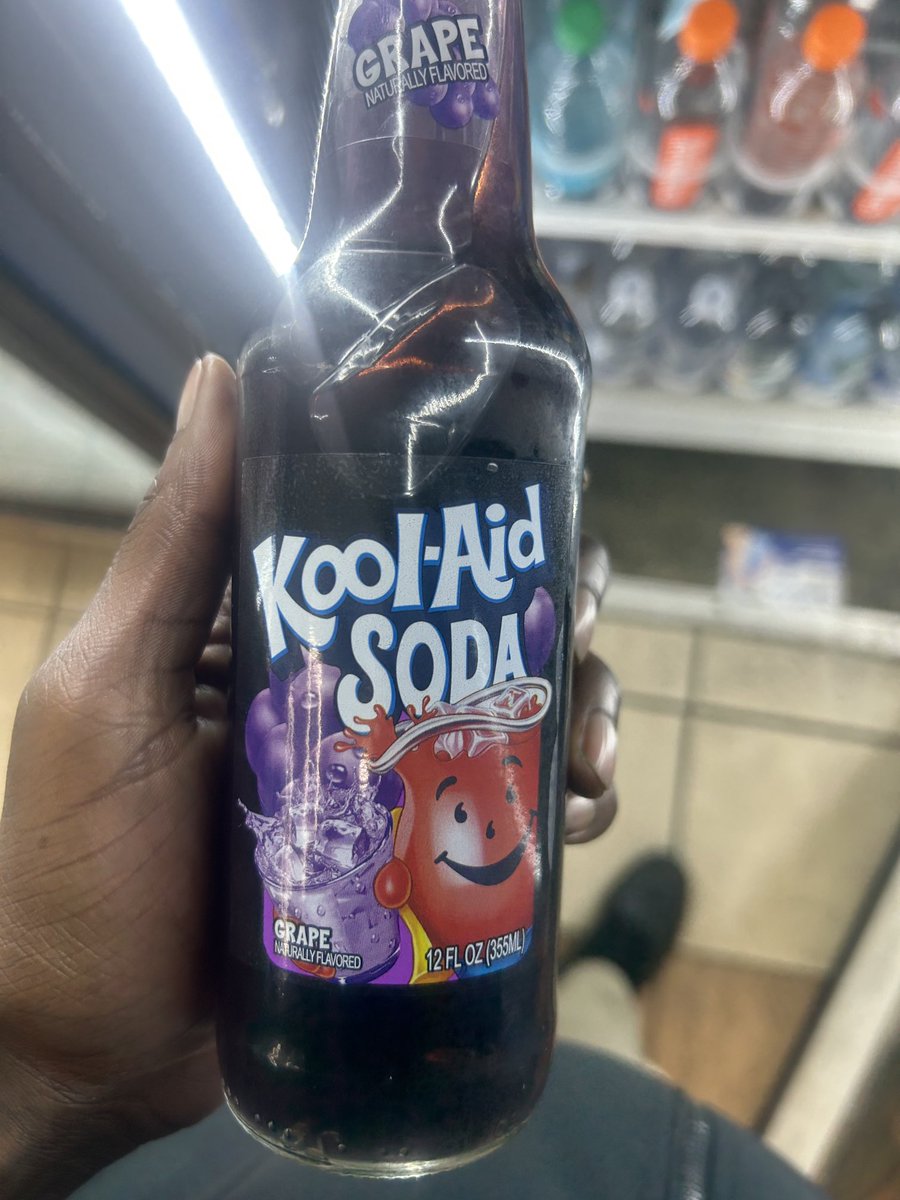 GRAPE
NATURALLY FLAVORED
Kool-Aid
SODA
GRAPE
NATURALLY FLAVORED
12 FL OZ (355ML)